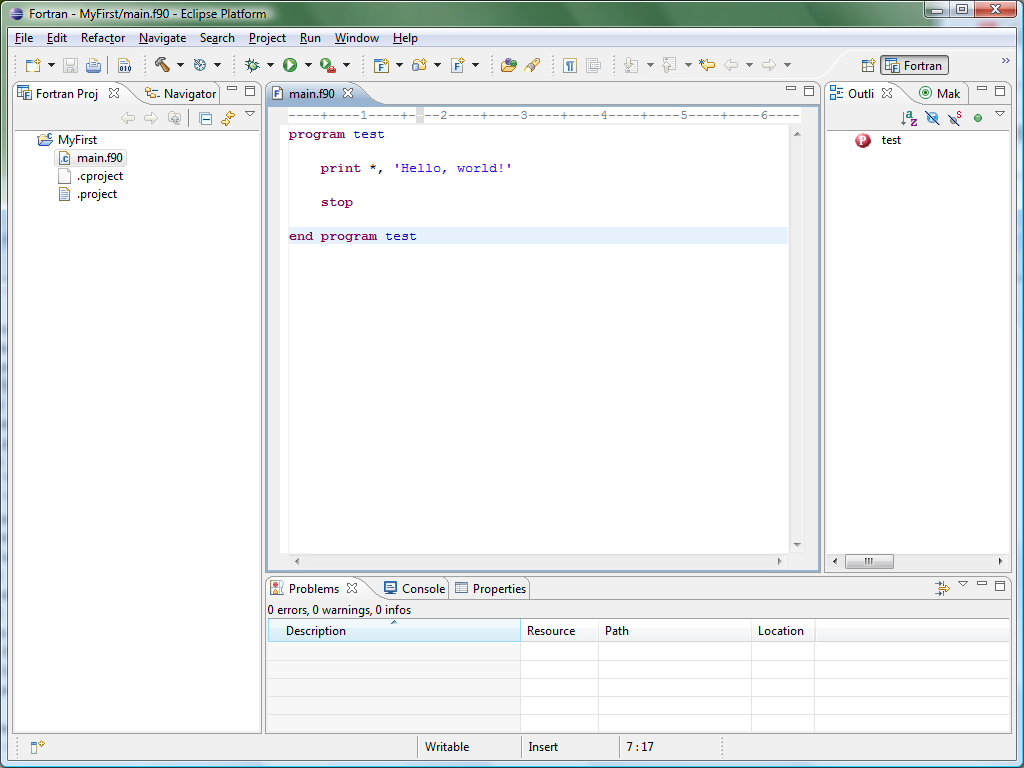 Fortran - MyFirst/main.f90 - Eclipse Platform
File Edit Refactor Navigate Search Project Run Window Help
010
Fortran
Fortran Proj Navigator
MyFirst
main.f90
.cproject
.project
main.f90
----+----1----+----2----+----3----+----4----+----5----+----6----
program test
print *, 'Hello, world!'
stop
end program test
Outli Mak
test
Problems Console Properties
0 errors, 0 warnings, 0 infos
Description Resource Path Location
Writable Insert 7 : 17